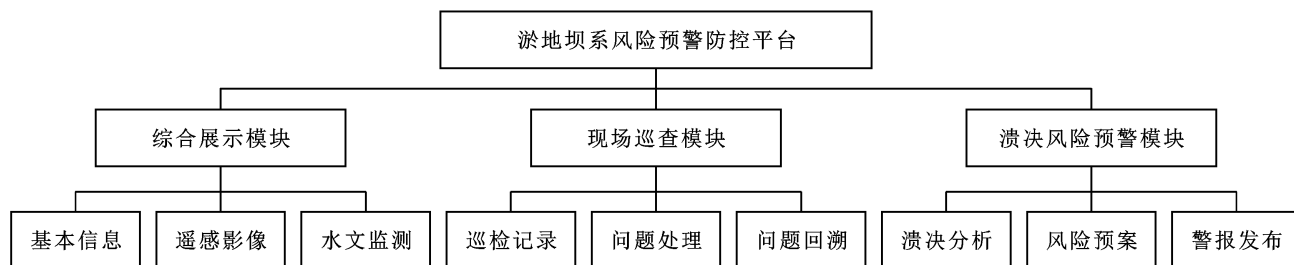 淤地坝系风险预警防控平台
综合展示模块
现场巡查模块
溃决风险预警模块
基本信息
遥感影像
水文监测
巡检记录
问题处理
问题回溯
溃决分析
风险预案
警报发布